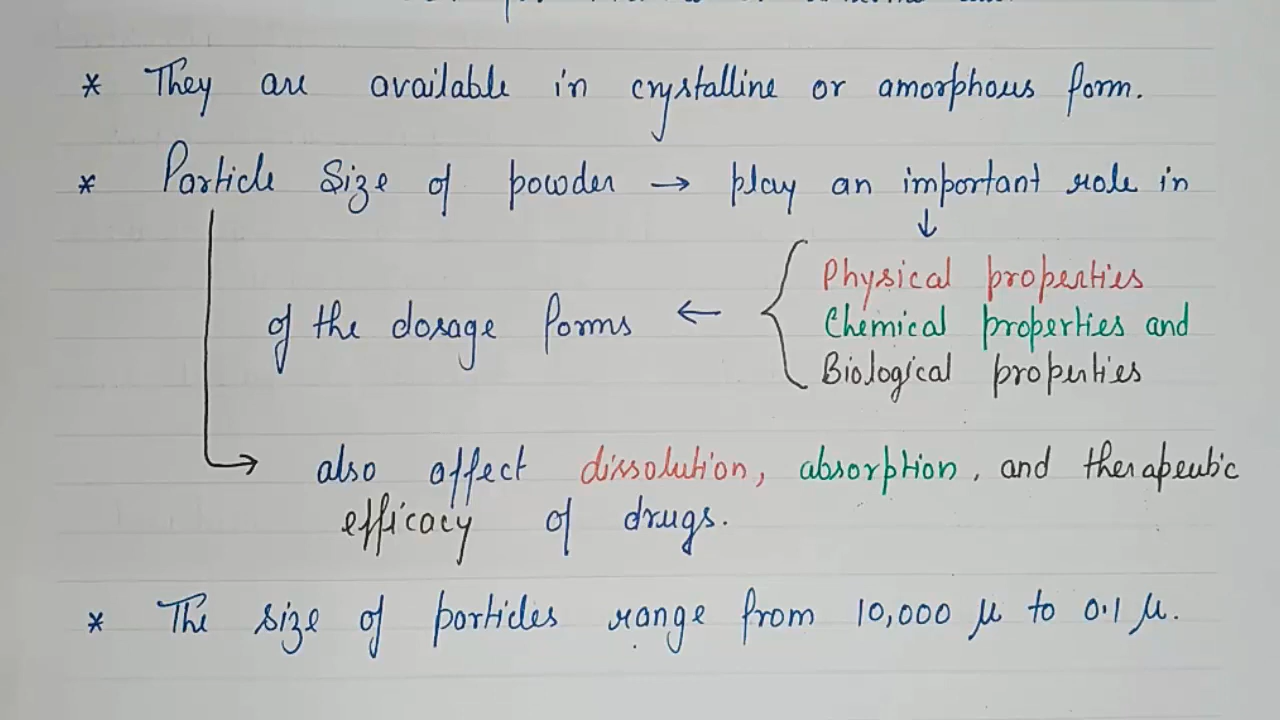 * They are available in crystalline or amorphous form.
* Particle Size of powder → play an important role in
↓
Physical properties
of the dosage forms ← { Chemical properties and
Biological properties
also affect dissolution, absorption, and therapeutic
efficacy of drugs.
* The size of particles range from 10,000 μ to 0.1 μ.